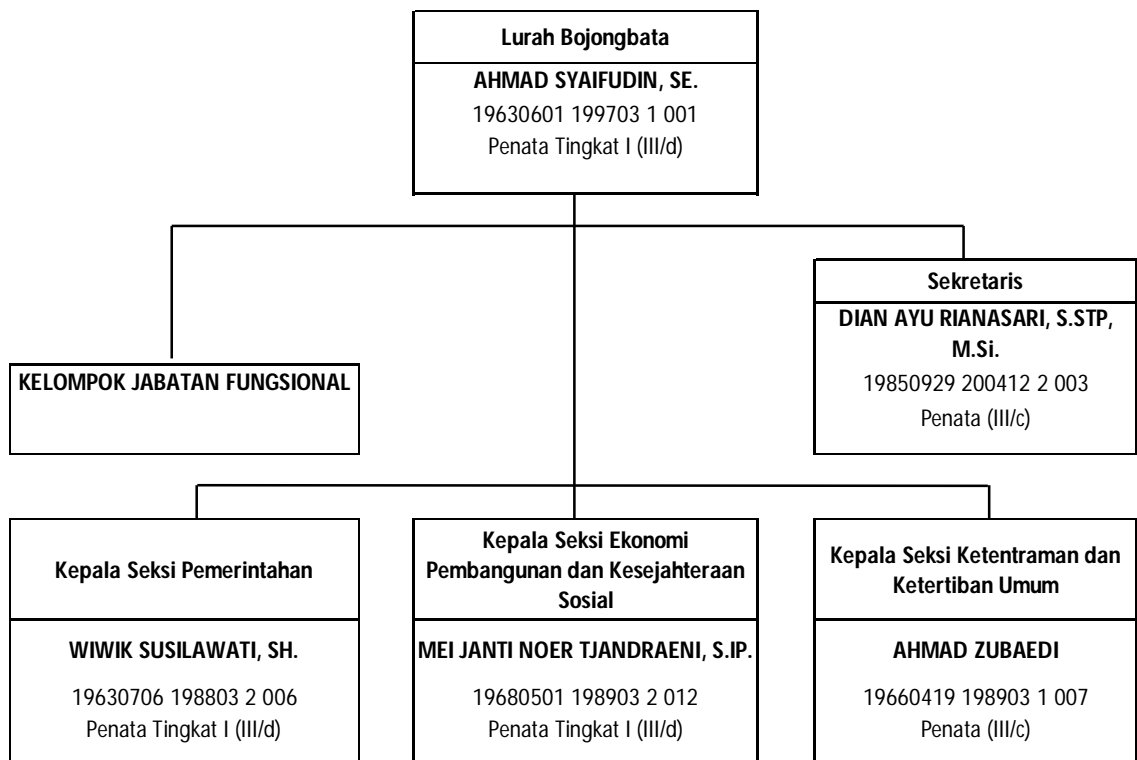 Lurah Bojongbata
AHMAD SYAIFUDIN, SE.
19630601 199703 1 001
Penata Tingkat I (III/d)
Sekretaris
DIAN AYU RIANASARI, S.STP,
M.Si.
19850929 200412 2 003
Penata (III/c)
KELOMPOK JABATAN FUNGSIONAL
Kepala Seksi Pemerintahan
WIWIK SUSILAWATI, SH.
19630706 198803 2 006
Penata Tingkat I (III/d)
Kepala Seksi Ekonomi
Pembangunan dan Kesejahteraan
Sosial
MEI JANTI NOER TJANDRAENI, S.IP.
19680501 198903 2 012
Penata Tingkat I (III/d)
Kepala Seksi Ketentraman dan
Ketertiban Umum
AHMAD ZUBAEDI
19660419 198903 1 007
Penata (III/c)